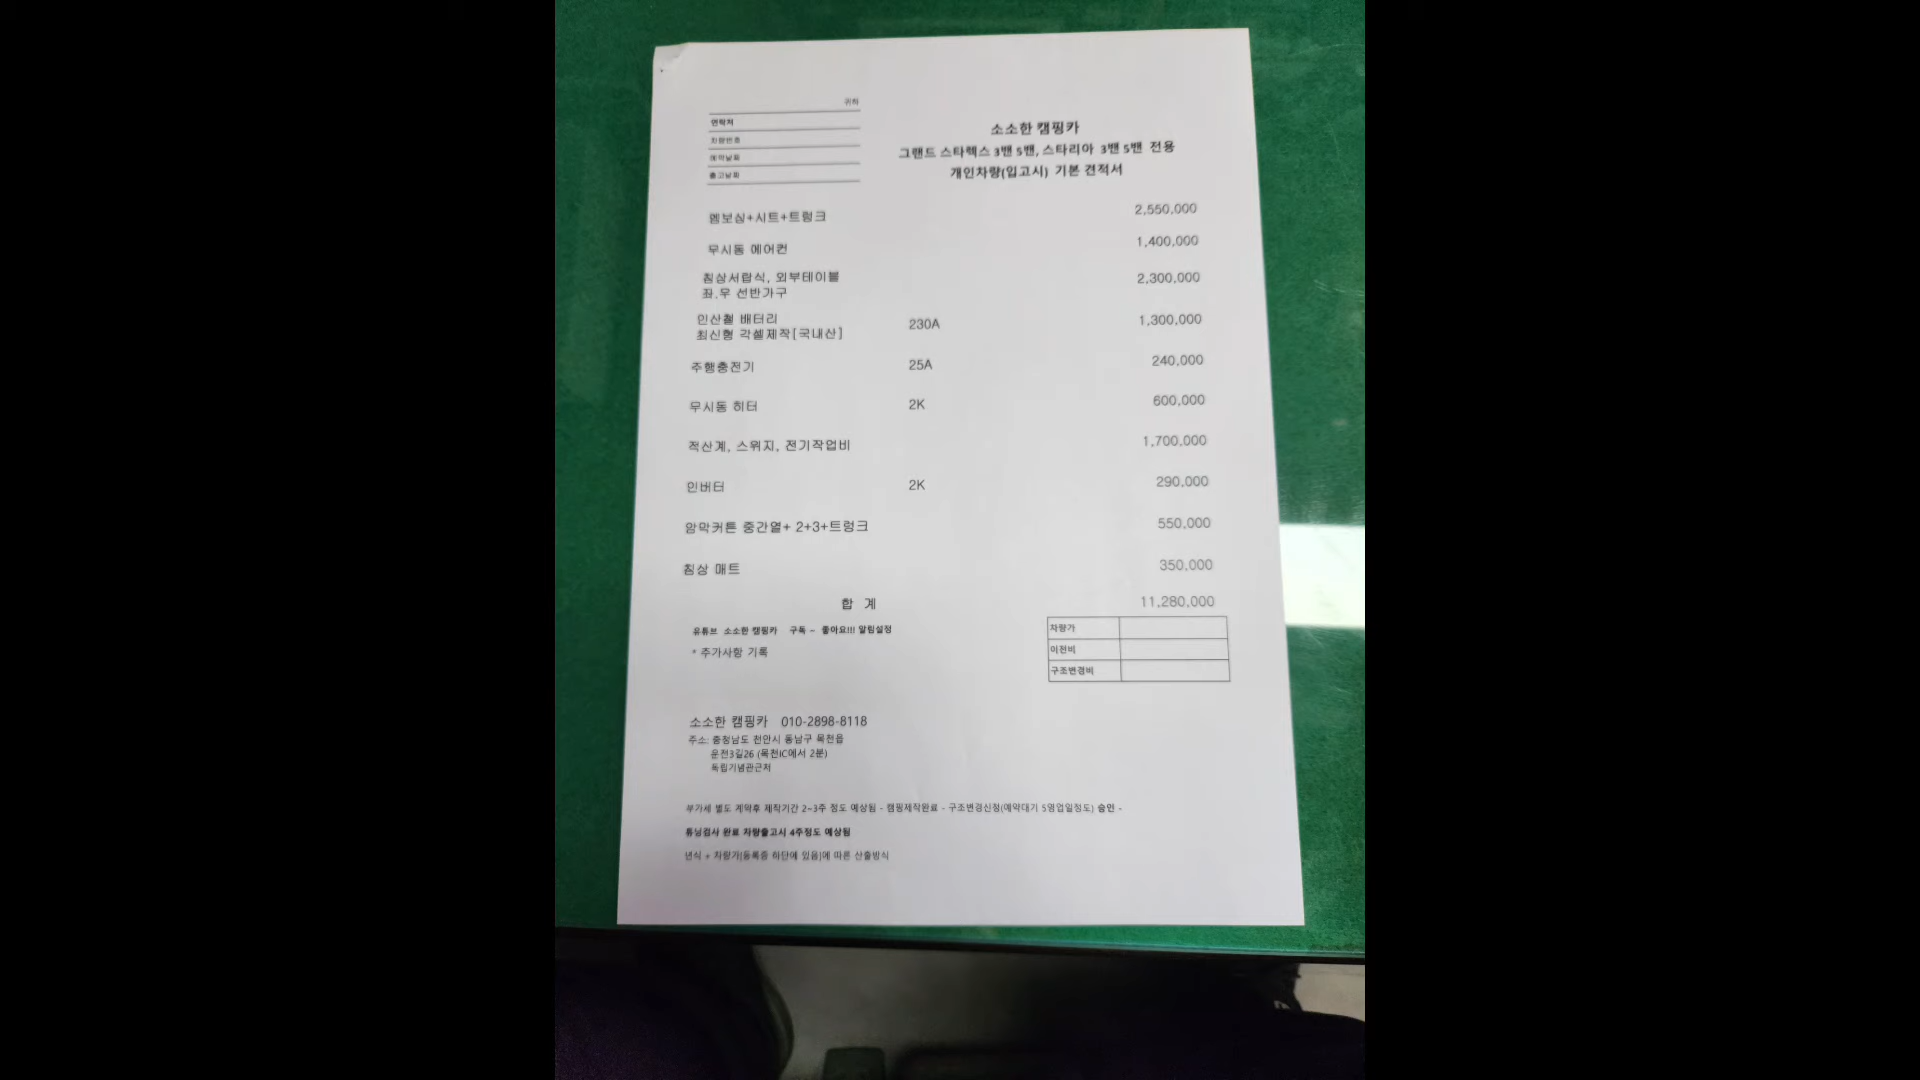 귀하
연락처
차량번호
예약날짜
출고날짜
소소한 캠핑카
그랜드 스타렉스 3밴 5밴, 스타리아 3밴 5밴 전용
개인차량(입고시) 기본 견적서
엠보싱+시트+트렁크 2,550,000
무시동 에어컨 1,400,000
침상서랍식, 외부테이블 2,300,000
좌.우 선반가구
인산철 배터리 230A 1,300,000
최신형 각셀제작[국내산]
주행충전기 25A 240,000
무시동 히터 2K 600,000
적산계, 스위지, 전기작업비 1,700,000
인버터 2K 290,000
암막커튼 중간열+ 2+3+트렁크 550,000
침상 매트 350,000
합 계 11,280,000
유튜브 소소한 캠핑카 구독 - 좋아요!!! 알림설정
* 추가사항 기록
차량가
이전비
구조변경비
소소한 캠핑카 010-2898-8118
주소: 충청남도 천안시 동남구 목천읍
운전3길26 (목천IC에서 2분)
독립기념관근처
부가세 별도 계약후 제작기간 2~3주 정도 예상됨 - 캠핑제작완료 - 구조변경신청(예약대기 5영업일정도) 승인 -
튜닝검사 완료 차량출고시 4주정도 예상됨
년식 + 차량가(등록증 하단에 있음)에 따른 산출방식